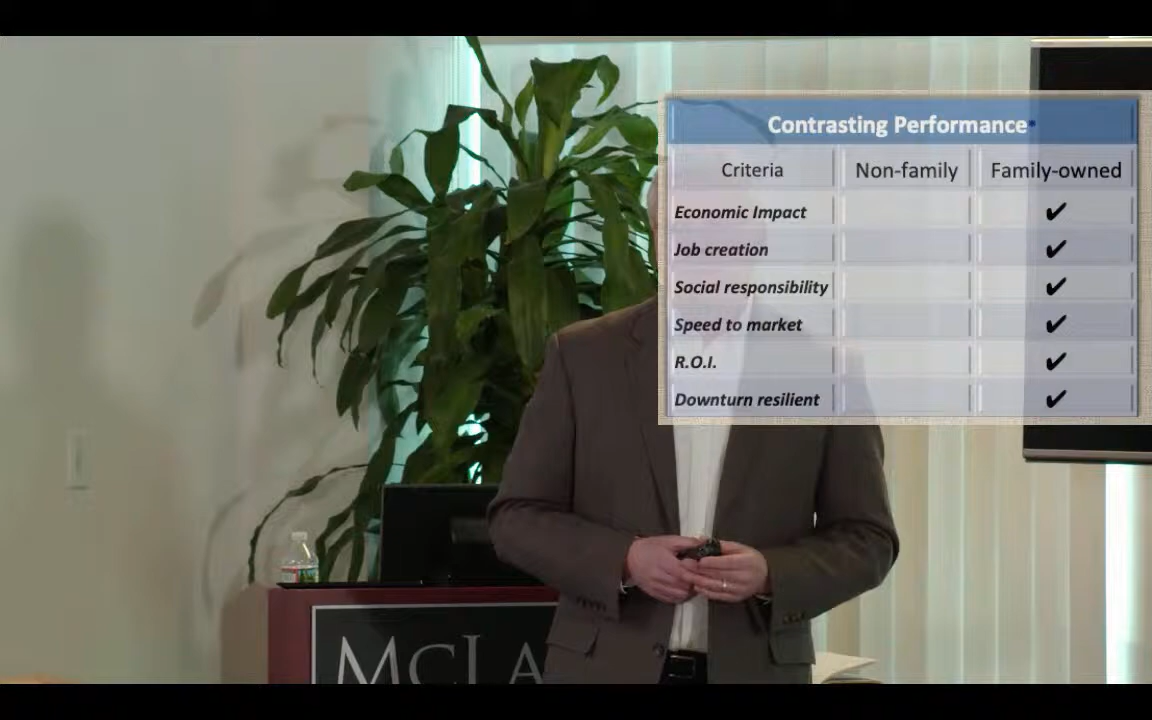 Contrasting Performance
Criteria Non-family Family-owned
Economic Impact ✔
Job creation ✔
Social responsibility ✔
Speed to market ✔
R.O.I. ✔
Downturn resilient ✔
MCLA